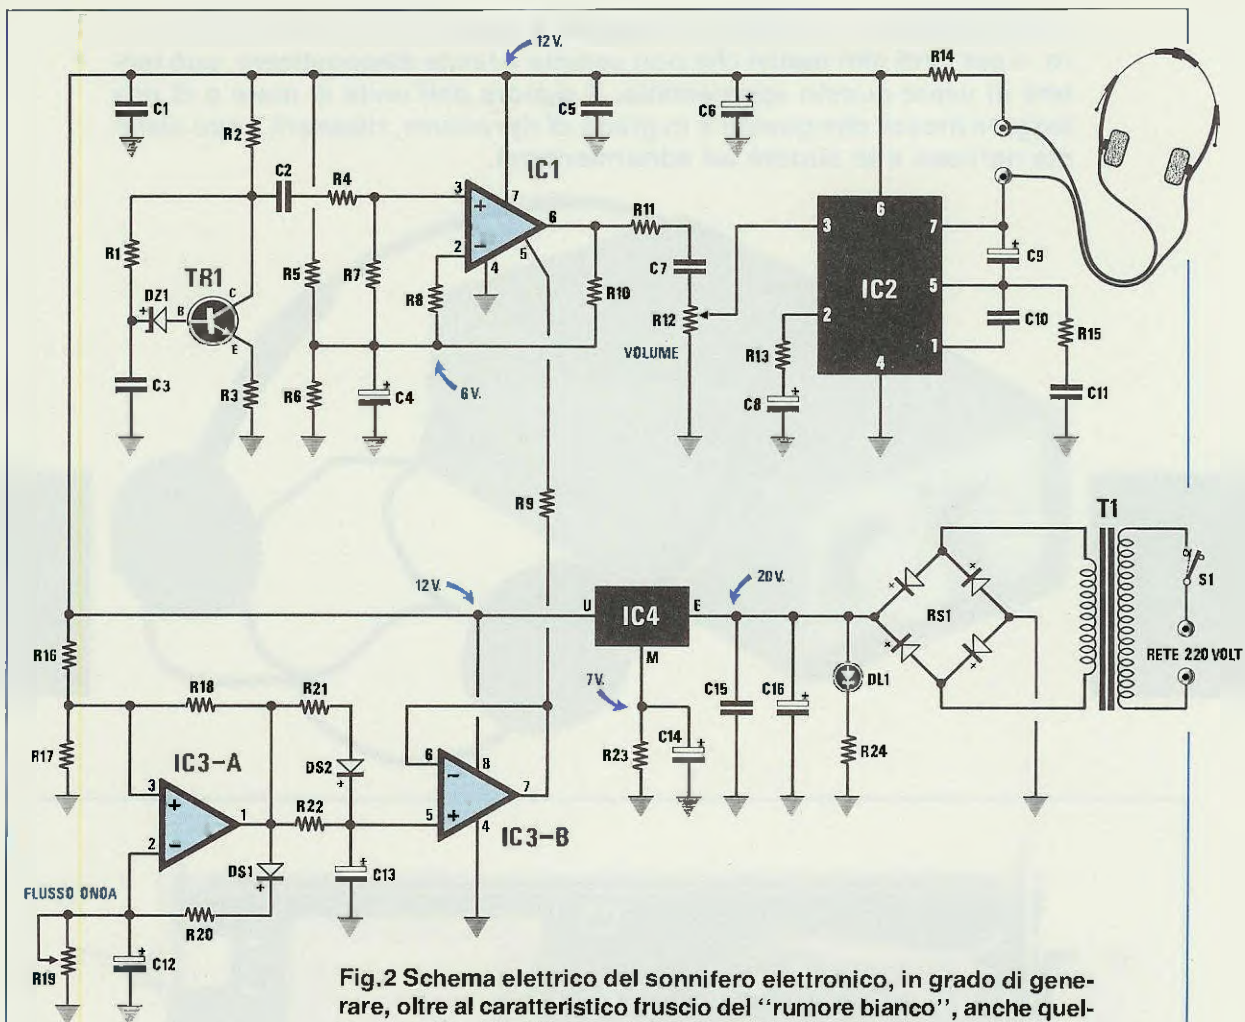 12 V.
R14
C1
R2
C5
C6
C2
R4
IC1
3
7
6
2
4
5
R11
R1
DZ1
B
C
E
TR1
R5
R7
R8
R10
C7
R12
VOLUME
3
6
7
IC2
5
2
1
4
C9
C10
R15
R13
C8
C11
C3
R3
R6
C4
6V.
R9
T1
12V.
20V.
U
IC4
E
M
RS1
S1
RETE 220 VOLT
R16
R18
R21
7V.
C15
C16
DL1
R17
IC3-A
DS2
6
8
R23
C14
R24
3
1
R22
5
7
2
4
IC3-B
DS1
C13
FLUSSO ONDA
R20
R19
C12
Fig.2 Schema elettrico del sonnifero elettronico, in grado di gene-
rare, oltre al caratteristico fruscio del "rumore bianco", anche quel-